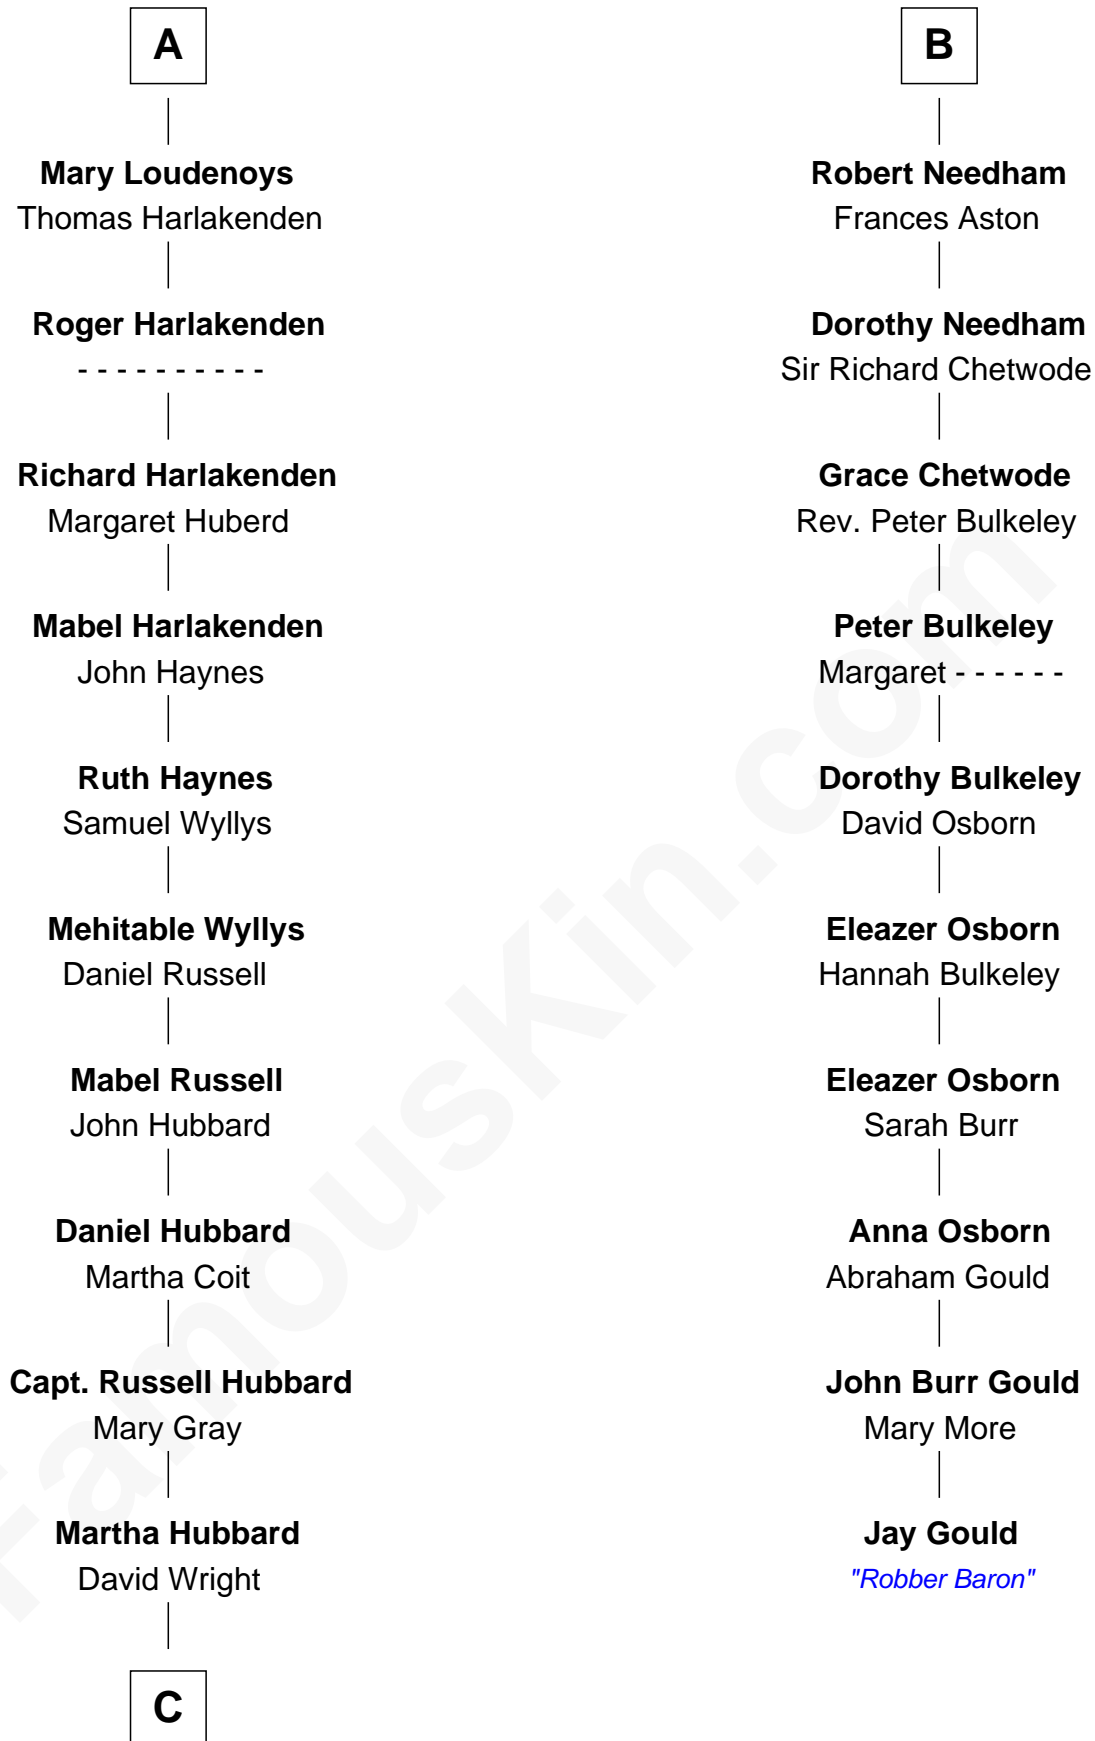 A
Mary Loudenoys
Thomas Harlakenden
Roger Harlakenden
- - - - - - - - - -
Richard Harlakenden
Margaret Huberd
Mabel Harlakenden
John Haynes
Ruth Haynes
Samuel Wyllys
Mehitable Wyllys
Daniel Russell
Mabel Russell
John Hubbard
Daniel Hubbard
Martha Coit
Capt. Russell Hubbard
Mary Gray
Martha Hubbard
David Wright
C
B
Robert Needham
Frances Aston
Dorothy Needham
Sir Richard Chetwode
Grace Chetwode
Rev. Peter Bulkeley
Peter Bulkeley
Margaret - - - - - -
Dorothy Bulkeley
David Osborn
Eleazer Osborn
Hannah Bulkeley
Eleazer Osborn
Sarah Burr
Anna Osborn
Abraham Gould
John Burr Gould
Mary More
Jay Gould
"Robber Baron"
FamousKin.com